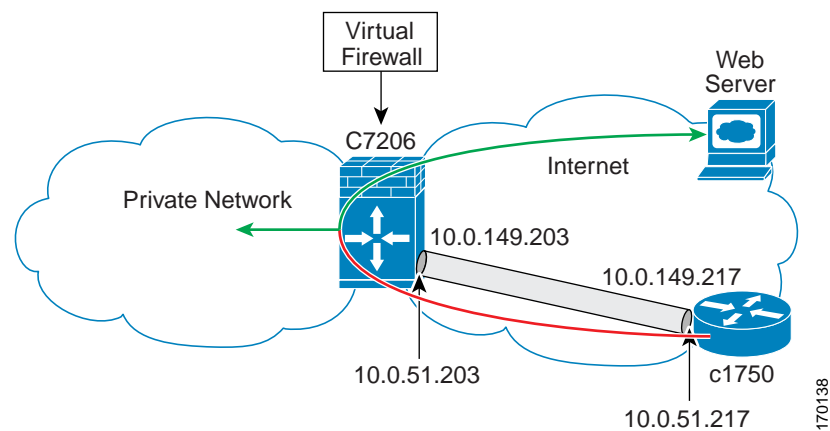 Virtual
Firewall
Web
Server
C7206
Internet
Private Network
10.0.149.203
10.0.149.217
10.0.51.203
c1750
10.0.51.217
170138